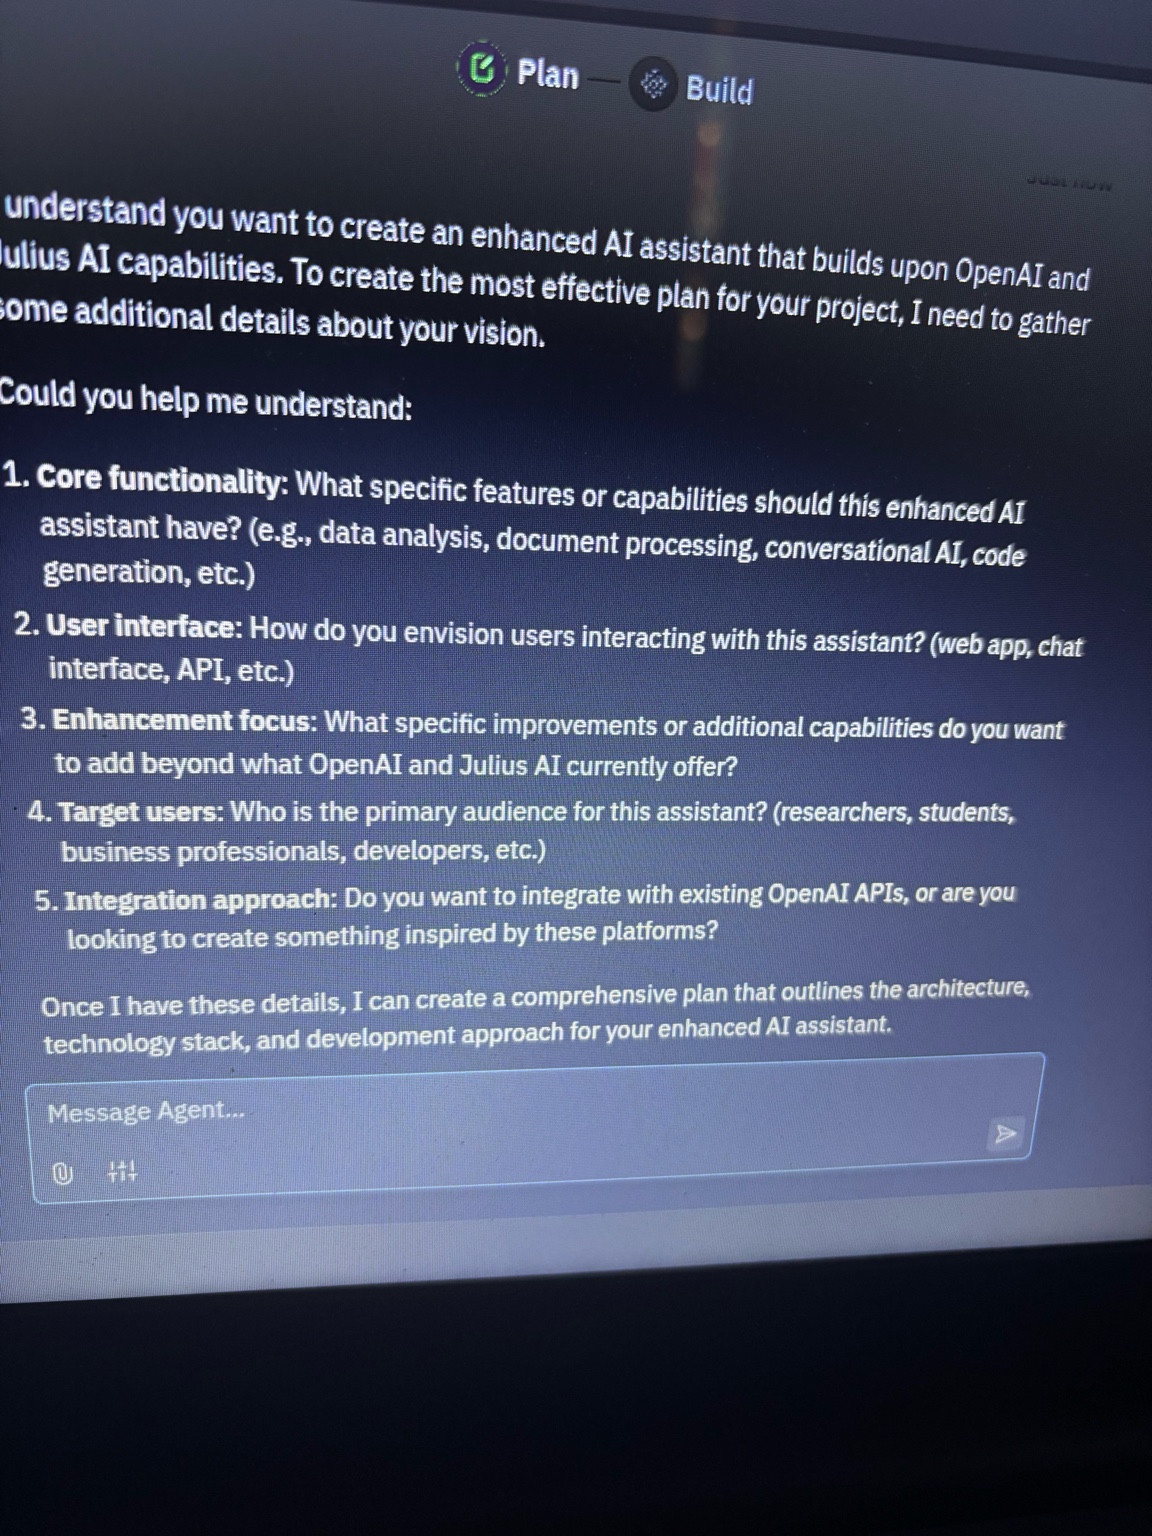 Plan
Build
Just now
understand you want to create an enhanced AI assistant that builds upon OpenAI and
Julius AI capabilities. To create the most effective plan for your project, I need to gather
some additional details about your vision.
Could you help me understand:
1. Core functionality: What specific features or capabilities should this enhanced AI
assistant have? (e.g., data analysis, document processing, conversational AI, code
generation, etc.)
2. User interface: How do you envision users interacting with this assistant? (web app, chat
interface, API, etc.)
3. Enhancement focus: What specific improvements or additional capabilities do you want
to add beyond what OpenAI and Julius AI currently offer?
4. Target users: Who is the primary audience for this assistant? (researchers, students,
business professionals, developers, etc.)
5. Integration approach: Do you want to integrate with existing OpenAI APIs, or are you
looking to create something inspired by these platforms?
Once I have these details, I can create a comprehensive plan that outlines the architecture,
technology stack, and development approach for your enhanced AI assistant.
Message Agent...